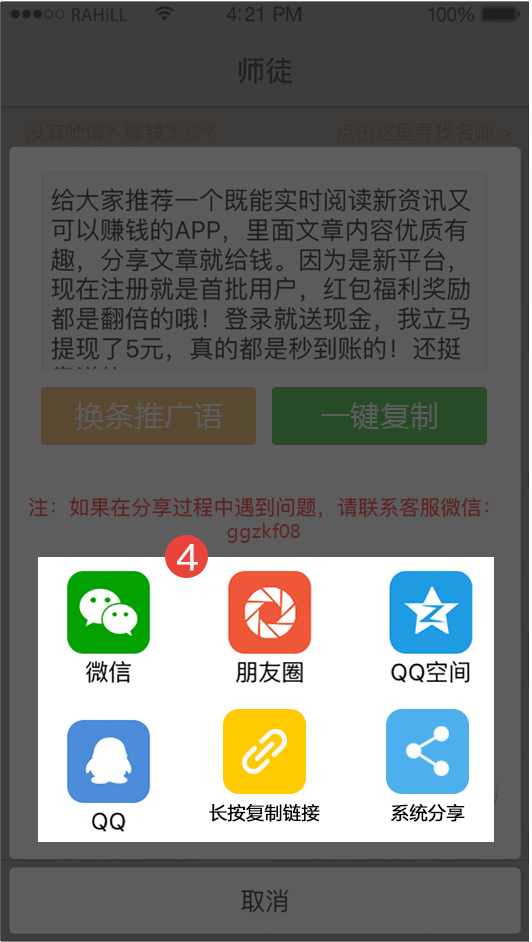 RAHiLL 4:21 PM 100%
师徒
没有师傅？赚钱太少？ 点击这里寻找名师 >
给大家推荐一个既能实时阅读新资讯又
可以赚钱的APP，里面文章内容优质有
趣，分享文章就给钱。因为是新平台，
现在注册就是首批用户，红包福利奖励
都是翻倍的哦！登录就送现金，我立马
提现了5元，真的都是秒到账的！还挺
换条推广语 一键复制
注：如果在分享过程中遇到问题，请联系客服微信：
ggzkf08
4
微信 朋友圈 QQ空间
QQ 长按复制链接 系统分享
取消